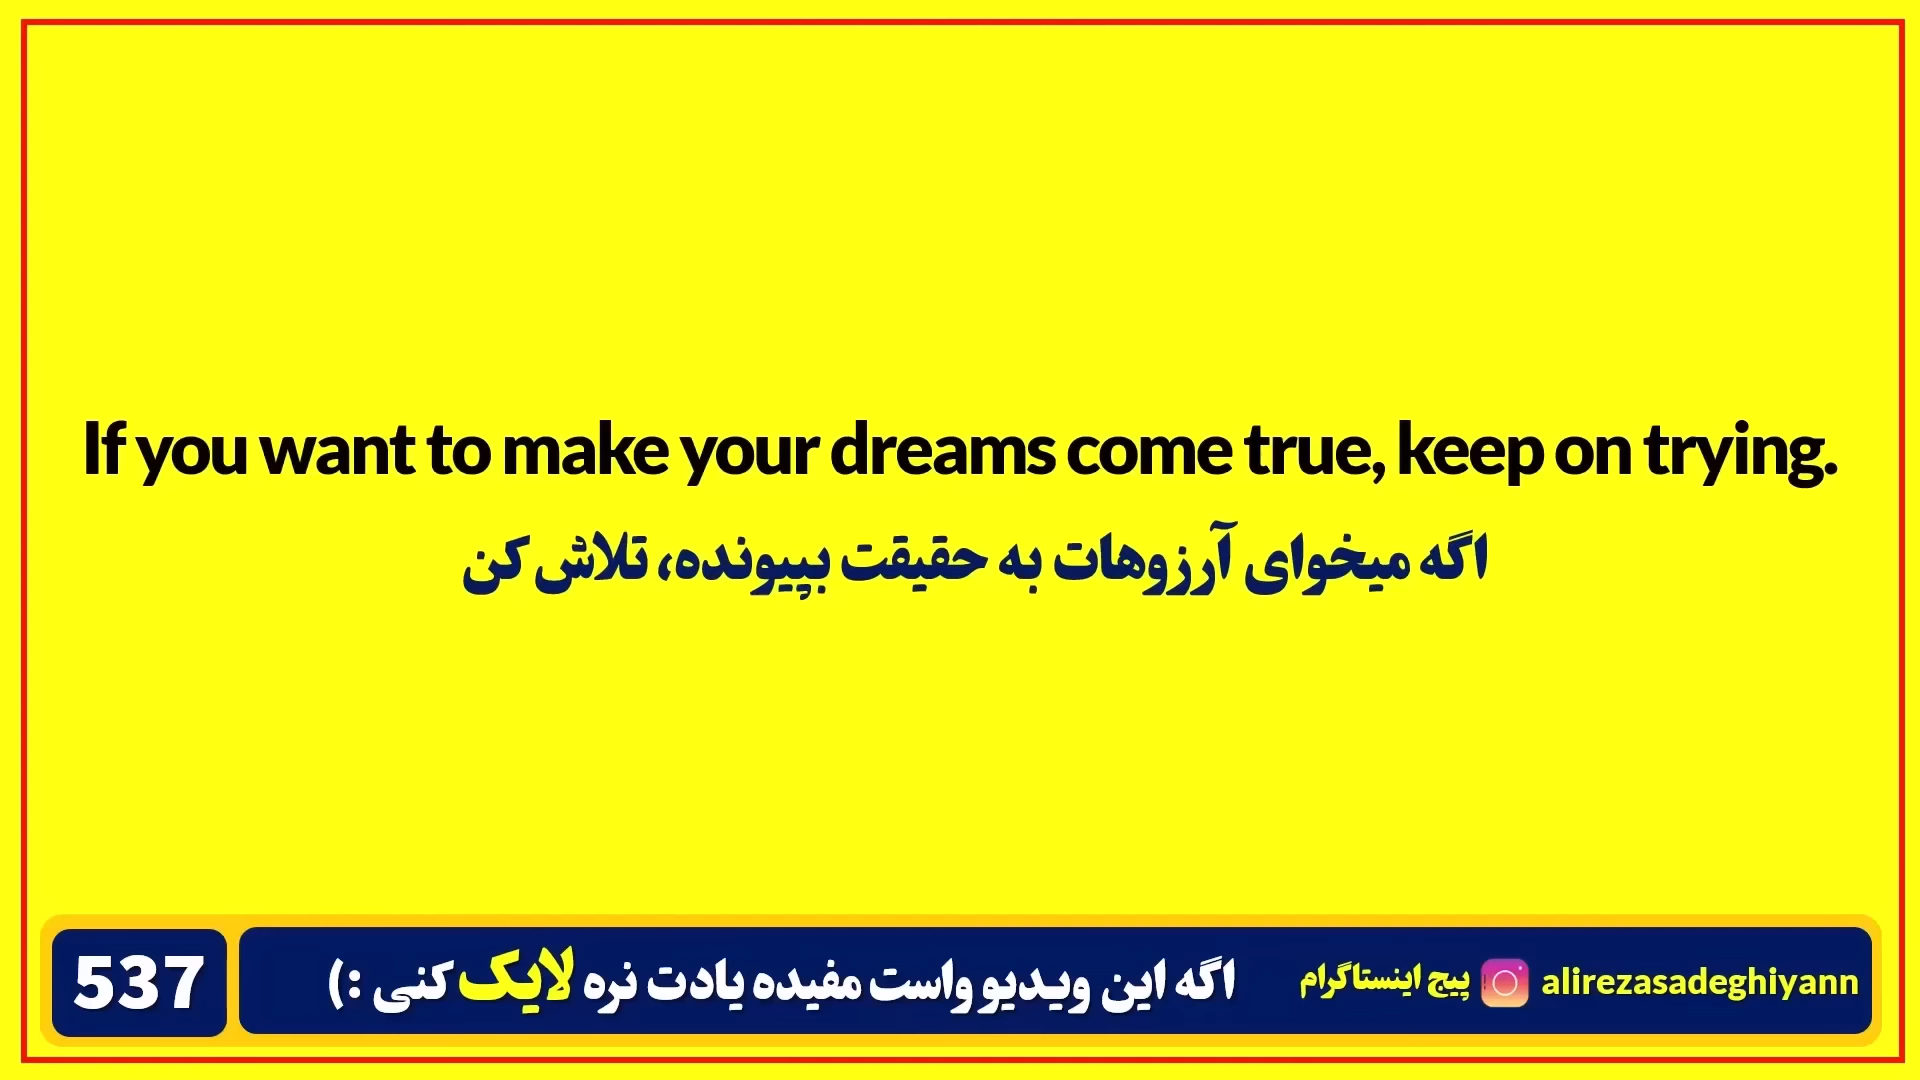 If you want to make your dreams come true, keep on trying.
اگه میخوای آرزوهات به حقیقت بپیونده، تلاش کن
537
اگه این ویدیو واست مفیده یادت نره لایک کنی :)
پیج اینستاگرام alirezasadeghiyann